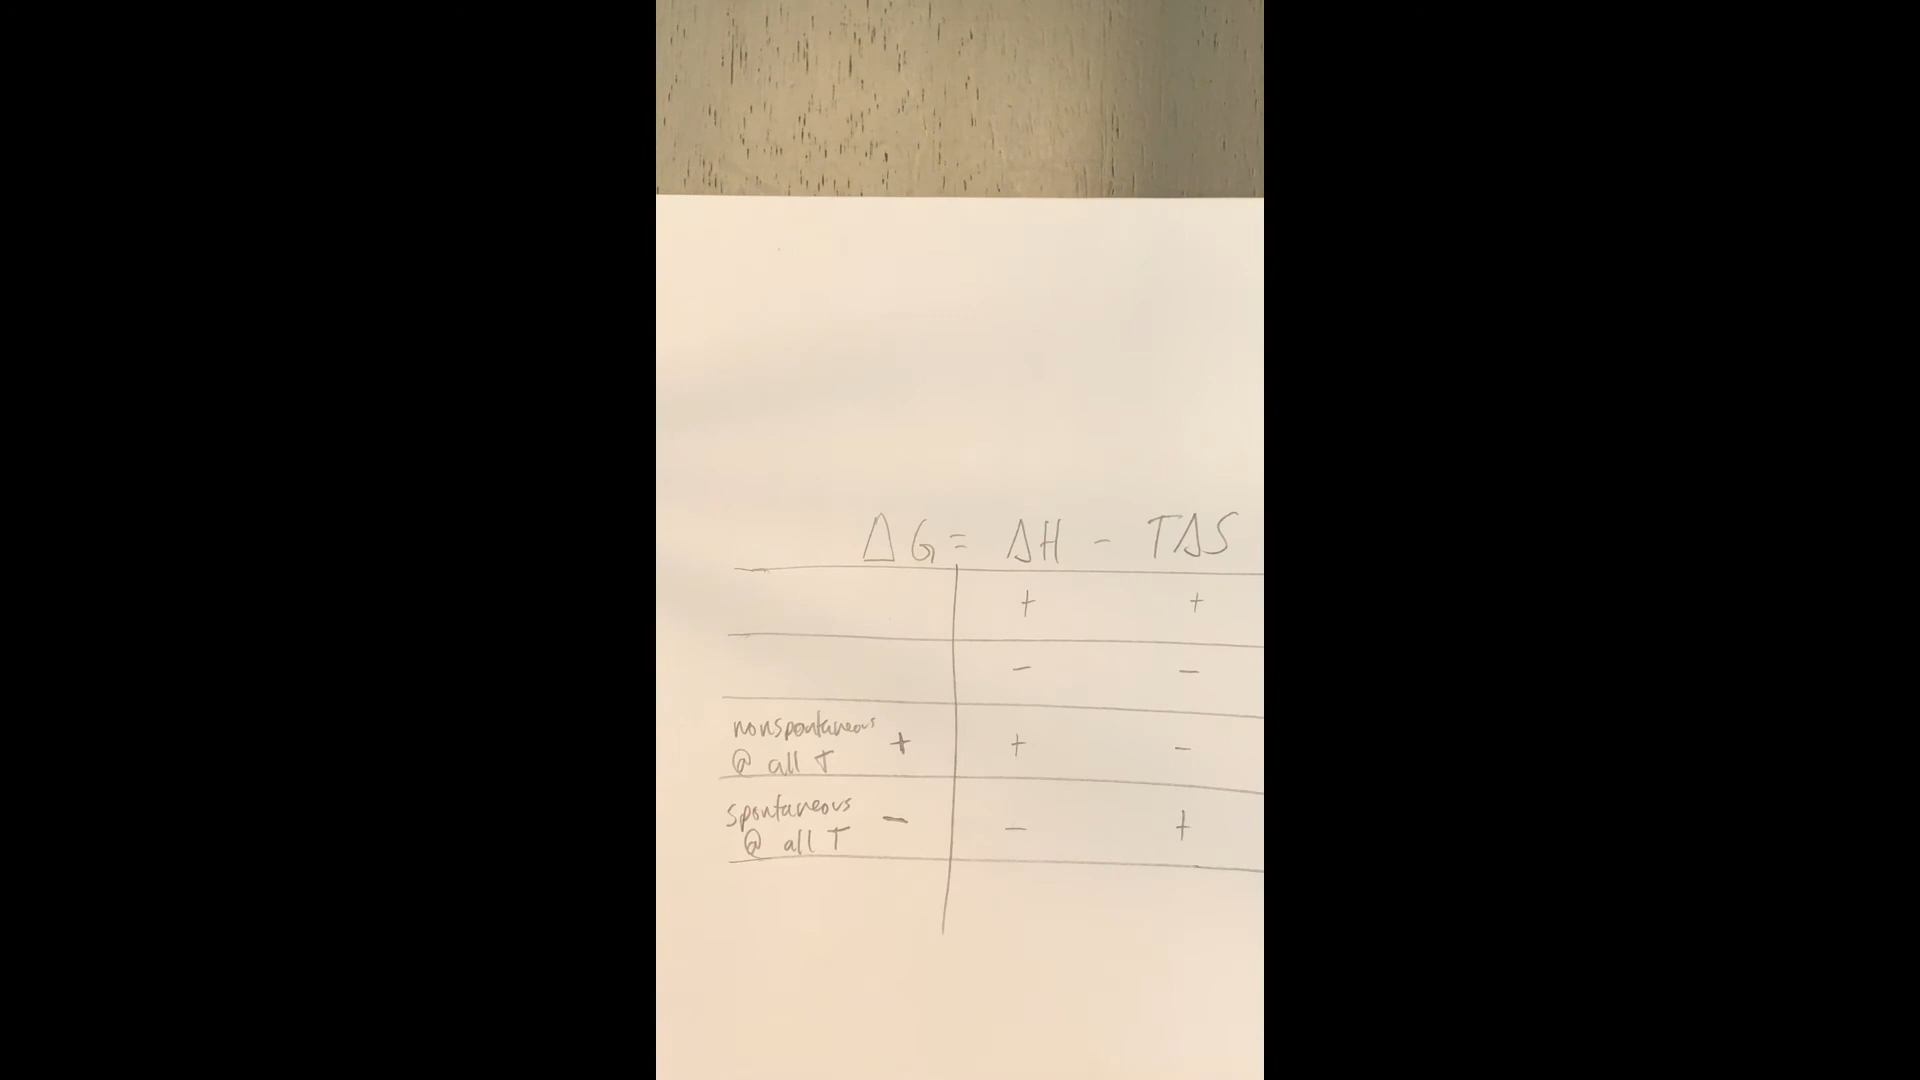 ΔG = ΔH - TΔS
+ +
- -
nonspontaneous + + -
@ all T
spontaneous - - +
@ all T